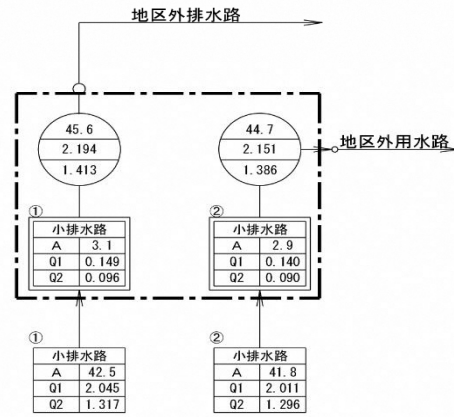 地区外排水路
45.6
2.194
1.413
44.7
2.151
1.386
地区外用水路
①
小排水路
A 3.1
Q1 0.149
Q2 0.096
②
小排水路
A 2.9
Q1 0.140
Q2 0.090
①
小排水路
A 42.5
Q1 2.045
Q2 1.317
②
小排水路
A 41.8
Q1 2.011
Q2 1.296